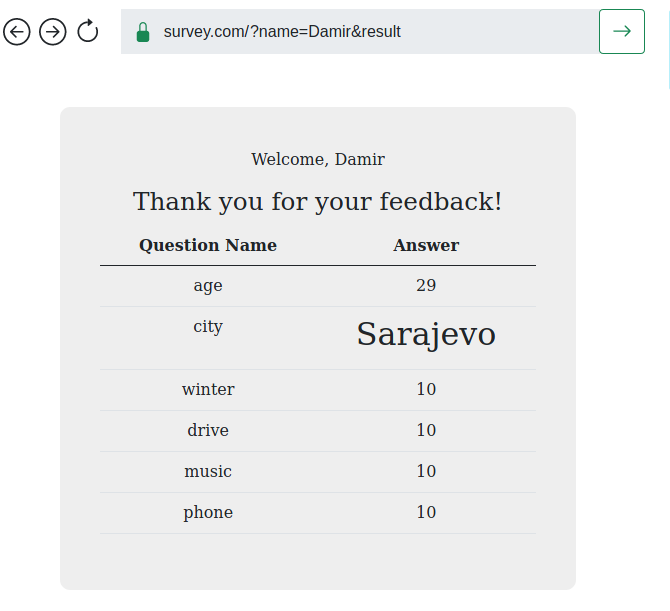 survey.com/?name=Damir&result
Welcome, Damir
Thank you for your feedback!
Question Name Answer
age 29
city Sarajevo
winter 10
drive 10
music 10
phone 10